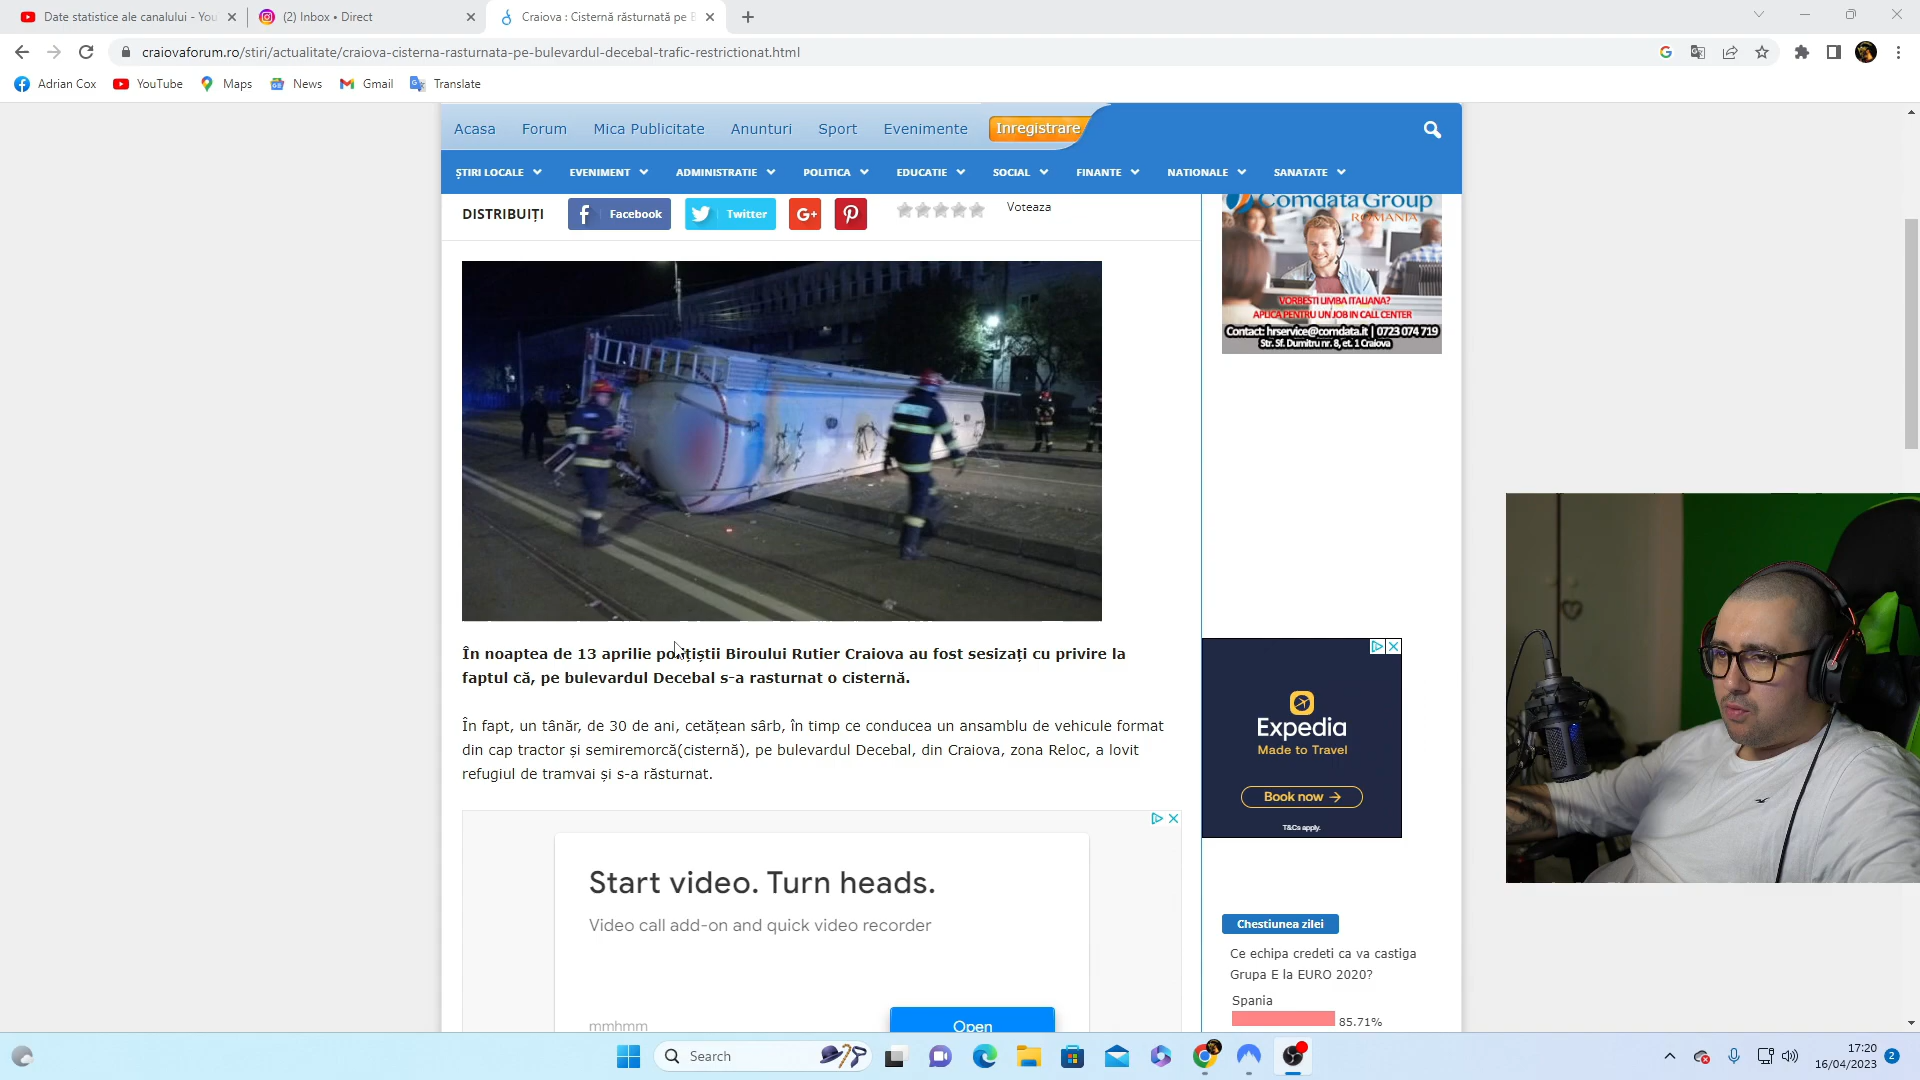 Date statistice ale canalului - You
(2) Inbox • Direct
Craiova : Cisternă răsturnată pe B
craiovaforum.ro/stiri/actualitate/craiova-cisterna-rasturnata-pe-bulevardul-decebal-trafic-restrictionat.html
Adrian Cox
YouTube
Maps
News
Gmail
Translate
Acasa
Forum
Mica Publicitate
Anunturi
Sport
Evenimente
Inregistrare
ȘTIRI LOCALE
EVENIMENT
ADMINISTRATIE
POLITICA
EDUCATIE
SOCIAL
FINANTE
NATIONALE
SANATATE
DISTRIBUIȚI
Facebook
Twitter
G+
Voteaza
ComdataGroup
ROMANIA
VORBESTI LIMBA ITALIANA?
APLICA PENTRU UN JOB IN CALL CENTER
Contact: hrservice@comdata.it | 0723 074 719
Str. Sf. Dumitru nr. 8, et. 1 Craiova
În noaptea de 13 aprilie polițiștii Biroului Rutier Craiova au fost sesizați cu privire la
faptul că, pe bulevardul Decebal s-a rasturnat o cisternă.
În fapt, un tânăr, de 30 de ani, cetățean sârb, în timp ce conducea un ansamblu de vehicule format
din cap tractor și semiremorcă(cisternă), pe bulevardul Decebal, din Craiova, zona Reloc, a lovit
refugiul de tramvai și s-a răsturnat.
Expedia
Made to Travel
Book now →
T&Cs apply.
Start video. Turn heads.
Video call add-on and quick video recorder
mmhmm
Open
Chestiunea zilei
Ce echipa credeti ca va castiga
Grupa E la EURO 2020?
Spania
85.71%
Search
17:20
16/04/2023
2